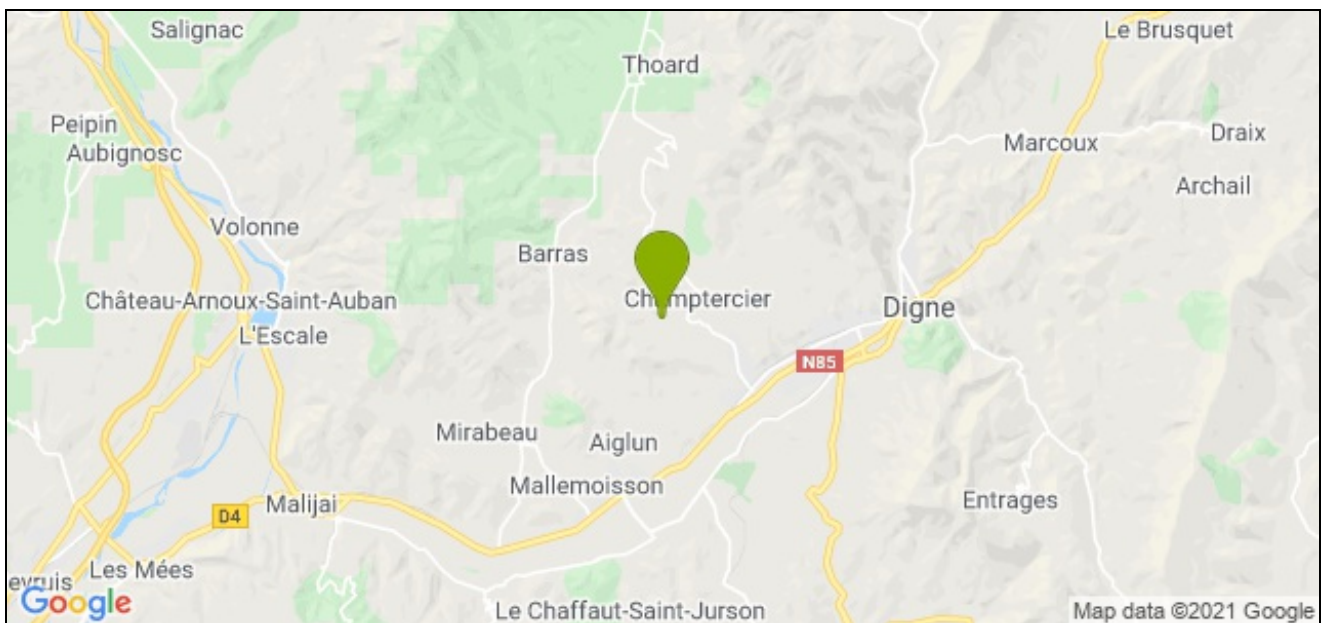 Salignac
Le Brusquet
Thoard
Peipin
Aubignosc
Marcoux
Draix
Archail
Volonne
Barras
Château-Arnoux-Saint-Auban
Champtercier
Digne
L'Escale
N85
Mirabeau
Aiglun
Mallemoisson
Malijai
D4
Entrages
Les Mées
Google
Le Chaffaut-Saint-Jurson
Map data ©2021 Google